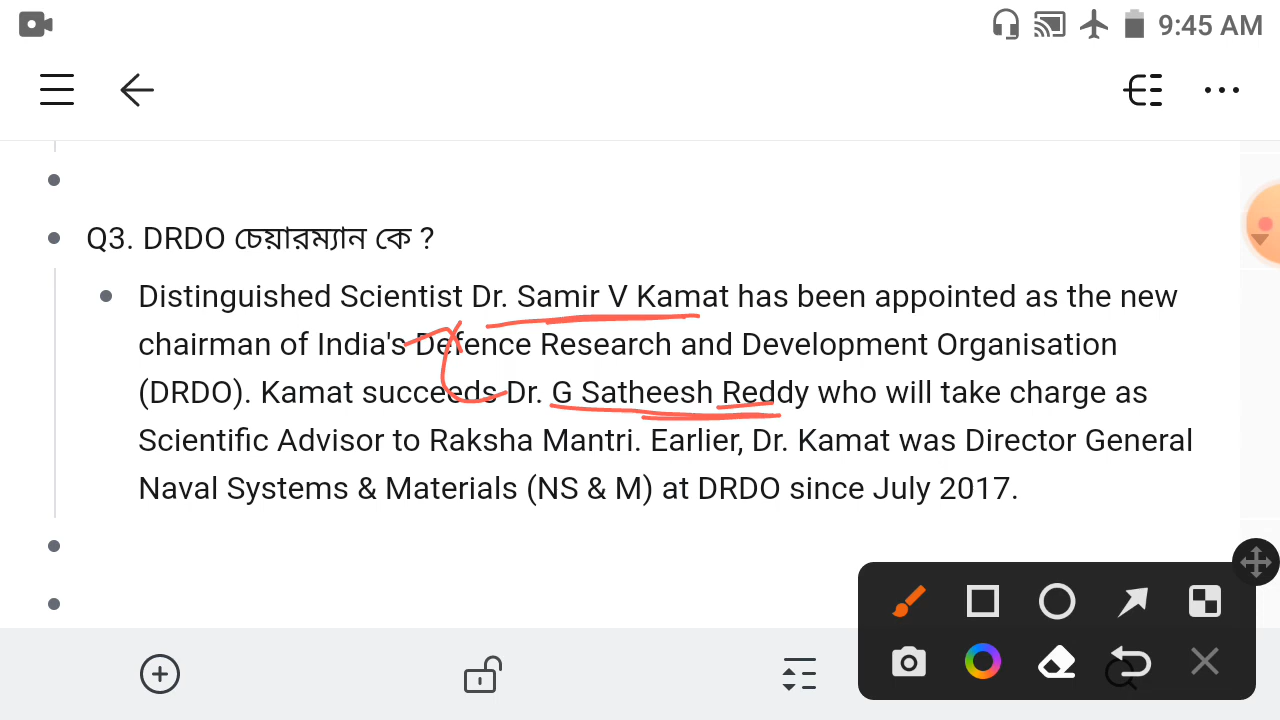 9:45 AM
Q3. DRDO চেয়ারম্যান কে ?
Distinguished Scientist Dr. Samir V Kamat has been appointed as the new
chairman of India's Defence Research and Development Organisation
(DRDO). Kamat succeeds Dr. G Satheesh Reddy who will take charge as
Scientific Advisor to Raksha Mantri. Earlier, Dr. Kamat was Director General
Naval Systems & Materials (NS & M) at DRDO since July 2017.